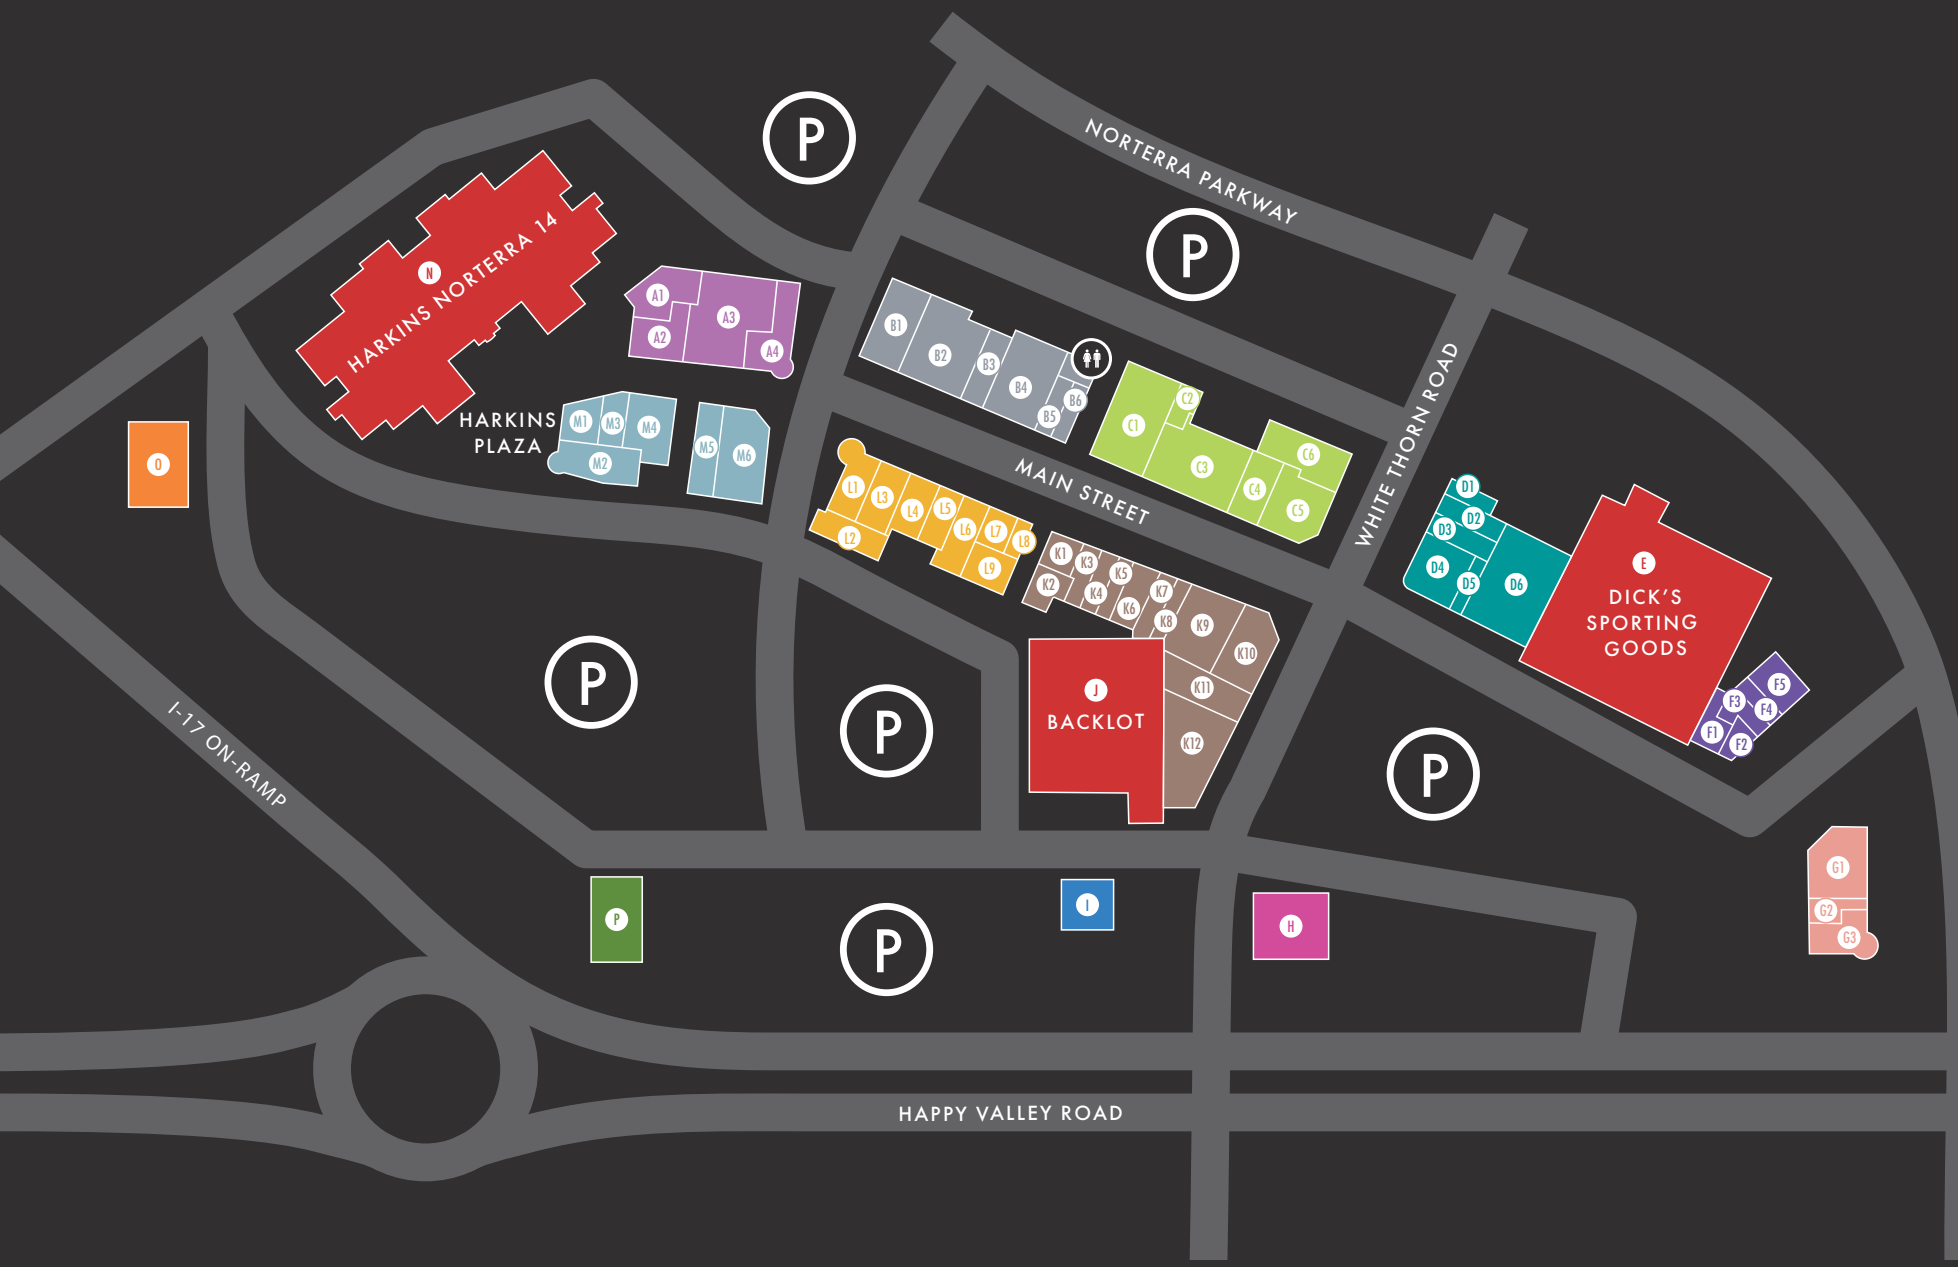 P
NORTERRA PARKWAY
P
N
HARKINS NORTERRA 14
A1
A2
A3
A4
B1
B2
B3
B4
B5
B6
C1
C2
C3
C4
C5
C6
WHITE THORN ROAD
MAIN STREET
HARKINS
PLAZA
M1
M3
M4
M2
M5
M6
O
L1
L3
L4
L5
L6
L7
L8
L2
L9
K1
K3
K5
K2
K4
K6
K7
K8
K9
K10
K11
K12
D1
D2
D3
D4
D5
D6
E
DICK'S
SPORTING
GOODS
F5
F3
F4
F1
F2
P
P
J
BACKLOT
P
I-17 ON-RAMP
G1
G2
G3
P
P
I
H
HAPPY VALLEY ROAD